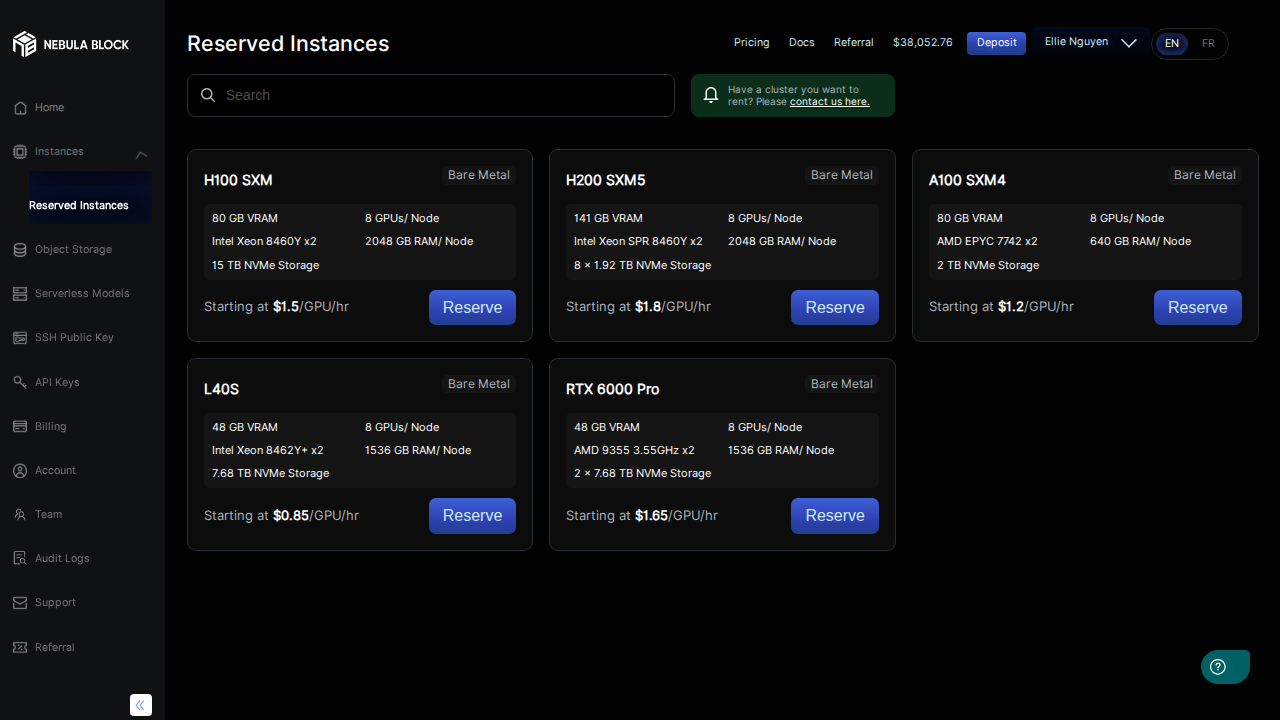 NEBULA BLOCK
Home
Instances
Reserved Instances
Object Storage
Serverless Models
SSH Public Key
API Keys
Billing
Account
Team
Audit Logs
Support
Referral
Reserved Instances
Pricing
Docs
Referral
$38,052.76
Deposit
Ellie Nguyen
EN
FR
Search
Have a cluster you want to
rent? Please contact us here.
H100 SXM
Bare Metal
80 GB VRAM
8 GPUs/ Node
Intel Xeon 8460Y x2
2048 GB RAM/ Node
15 TB NVMe Storage
Starting at $1.5/GPU/hr
Reserve
H200 SXM5
Bare Metal
141 GB VRAM
8 GPUs/ Node
Intel Xeon SPR 8460Y x2
2048 GB RAM/ Node
8 × 1.92 TB NVMe Storage
Starting at $1.8/GPU/hr
Reserve
A100 SXM4
Bare Metal
80 GB VRAM
8 GPUs/ Node
AMD EPYC 7742 x2
640 GB RAM/ Node
2 TB NVMe Storage
Starting at $1.2/GPU/hr
Reserve
L40S
Bare Metal
48 GB VRAM
8 GPUs/ Node
Intel Xeon 8462Y+ x2
1536 GB RAM/ Node
7.68 TB NVMe Storage
Starting at $0.85/GPU/hr
Reserve
RTX 6000 Pro
Bare Metal
48 GB VRAM
8 GPUs/ Node
AMD 9355 3.55GHz x2
1536 GB RAM/ Node
2 × 7.68 TB NVMe Storage
Starting at $1.65/GPU/hr
Reserve